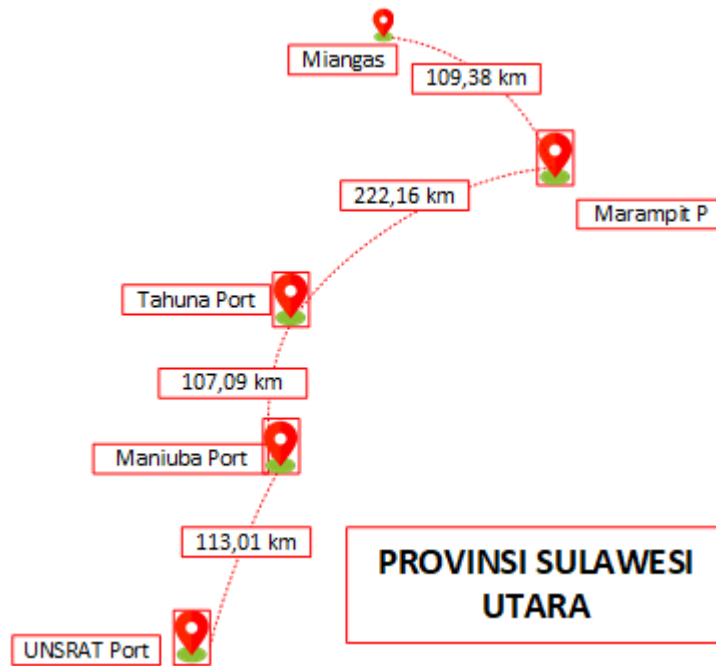 Miangas
109,38 km
222,16 km
Marampit P
Tahuna Port
107,09 km
Maniuba Port
113,01 km
PROVINSI SULAWESI
UTARA
UNSRAT Port